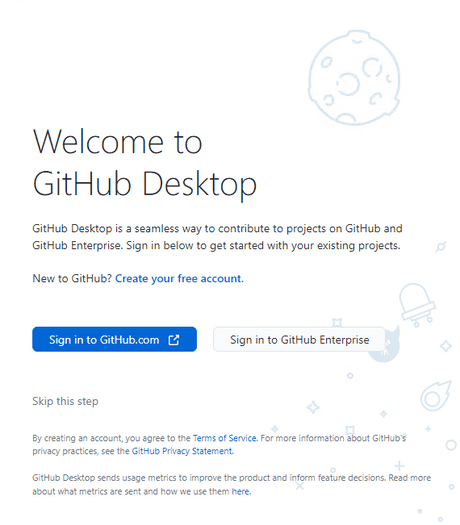 Welcome to
GitHub Desktop
GitHub Desktop is a seamless way to contribute to projects on GitHub and
GitHub Enterprise. Sign in below to get started with your existing projects.
New to GitHub? Create your free account.
Sign in to GitHub.com
Sign in to GitHub Enterprise
Skip this step
By creating an account, you agree to the Terms of Service. For more information about GitHub's
privacy practices, see the GitHub Privacy Statement.
GitHub Desktop sends usage metrics to improve the product and inform feature decisions. Read more
about what metrics are sent and how we use them here.